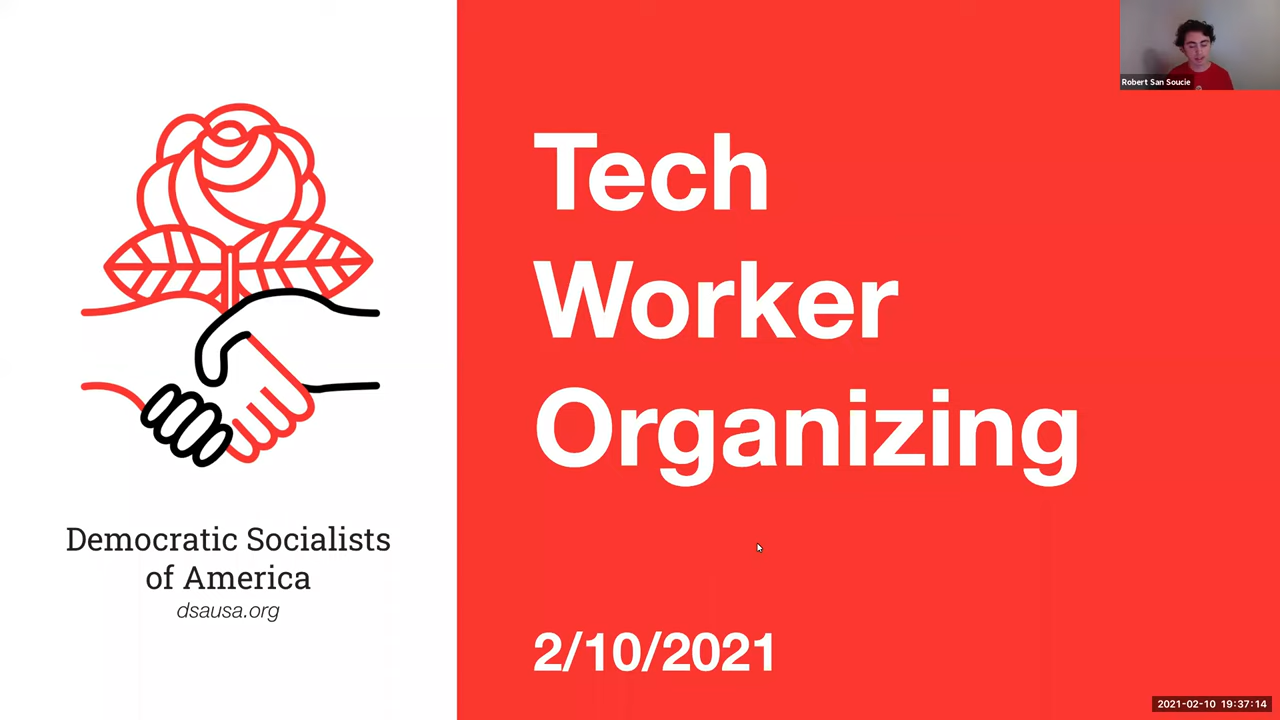 Robert San Soucie
Tech
Worker
Organizing
Democratic Socialists
of America
dsausa.org
2/10/2021
2021-02-10 19:37:14